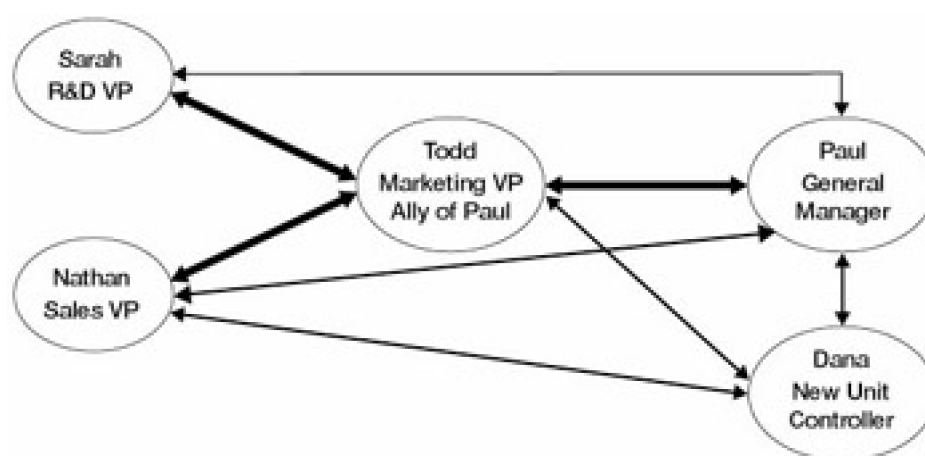 Sarah
R&D VP
Todd
Marketing VP
Ally of Paul
Paul
General
Manager
Nathan
Sales VP
Dana
New Unit
Controller